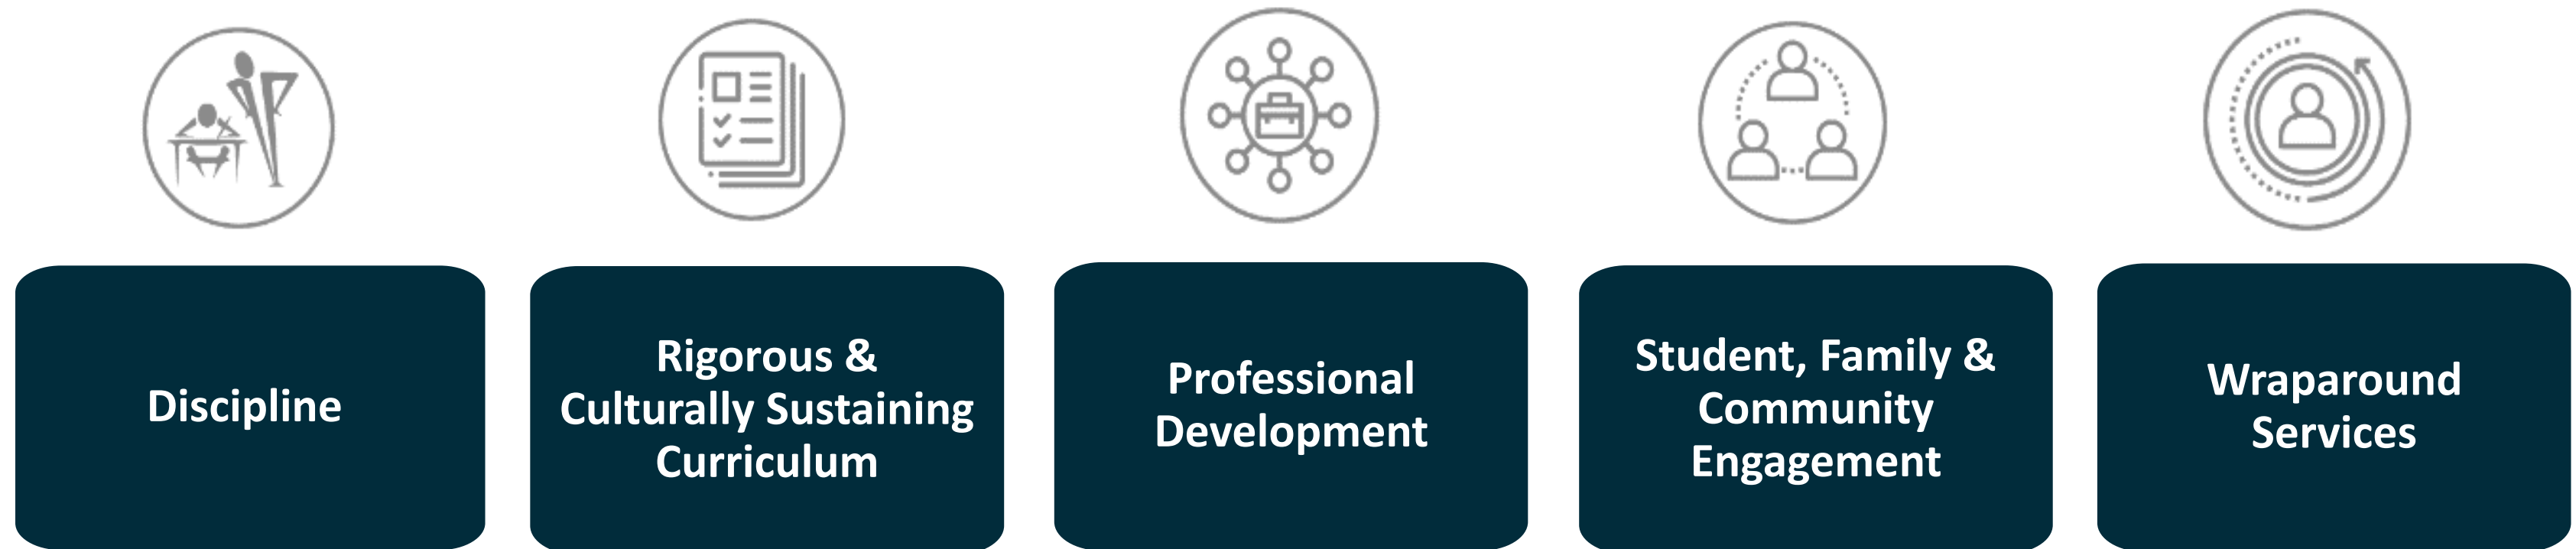 Discipline
Rigorous &
Culturally Sustaining
Curriculum
Professional
Development
Student, Family &
Community
Engagement
Wraparound
Services